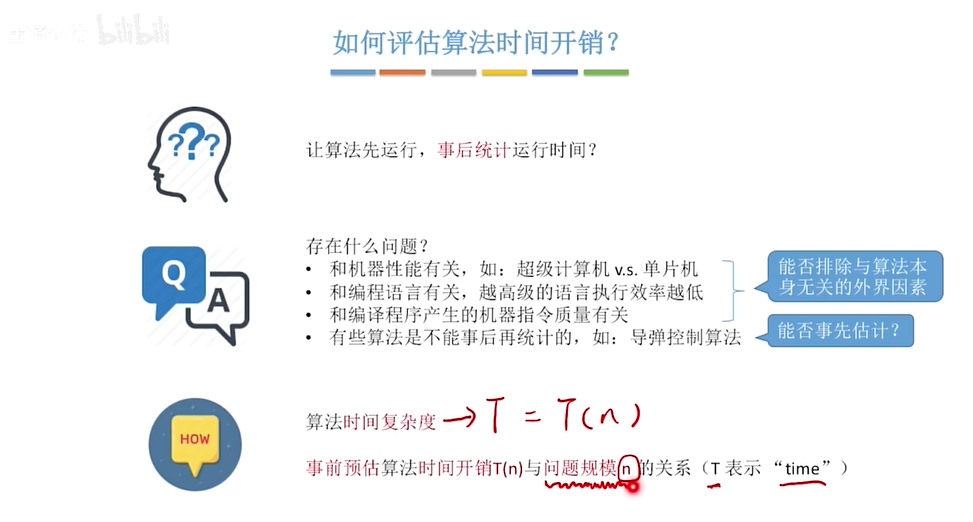 bilibili
如何评估算法时间开销？
???
让算法先运行，事后统计运行时间？
Q
A
存在什么问题？
• 和机器性能有关，如：超级计算机 v.s. 单片机
• 和编程语言有关，越高级的语言执行效率越低
• 和编译程序产生的机器指令质量有关
• 有些算法是不能事后再统计的，如：导弹控制算法
能否排除与算法本
身无关的外界因素
能否事先估计？
HOW
算法时间复杂度 → T = T(n)
事前预估算法时间开销T(n)与问题规模 n 的关系（T 表示 “time”）